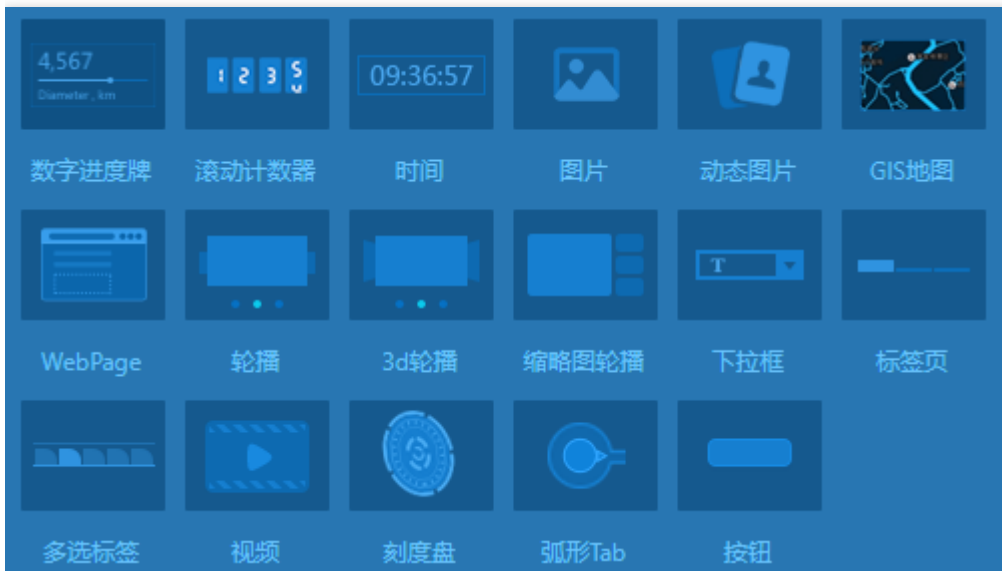 4,567
Diameter , km
1 2 3
09:36:57
数字进度牌
滚动计数器
时间
图片
动态图片
GIS地图
T
WebPage
轮播
3d轮播
缩略图轮播
下拉框
标签页
多选标签
视频
刻度盘
弧形Tab
按钮